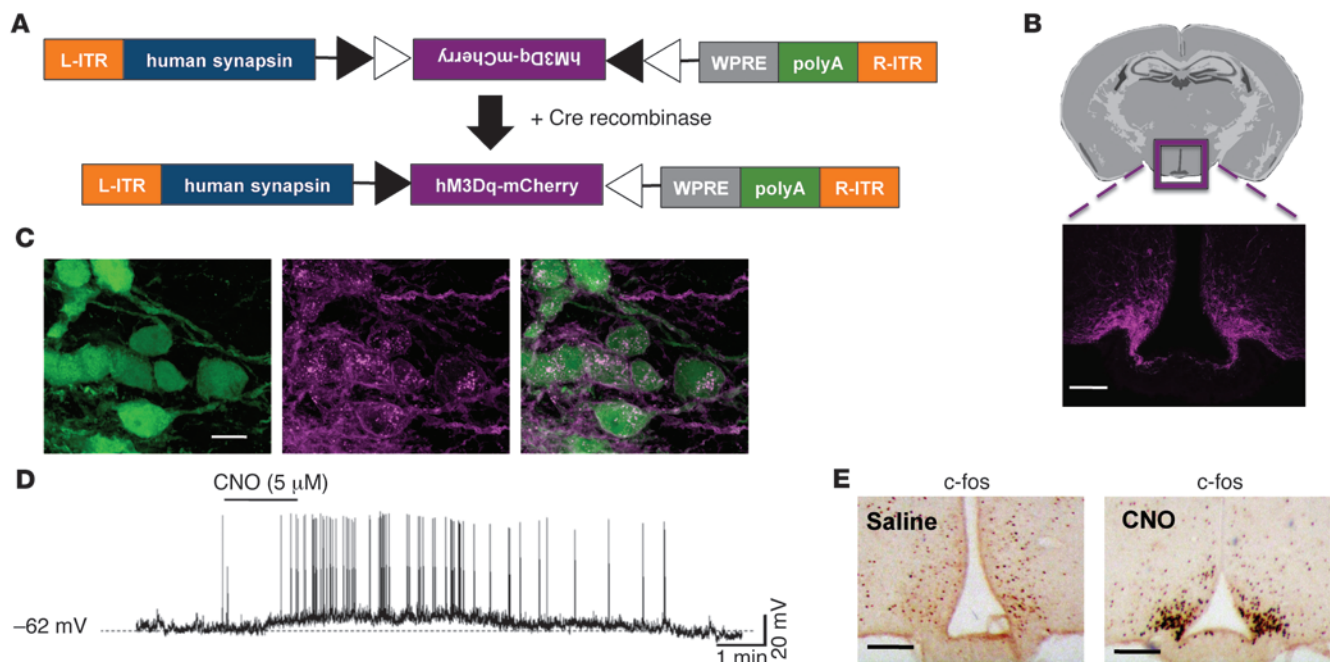 A
L-ITR human synapsin hM3Dq-mCherry WPRE polyA R-ITR
+ Cre recombinase
L-ITR human synapsin hM3Dq-mCherry WPRE polyA R-ITR
B
C
D
CNO (5 μM)
–62 mV
20 mV
1 min
E
c-fos
Saline
c-fos
CNO